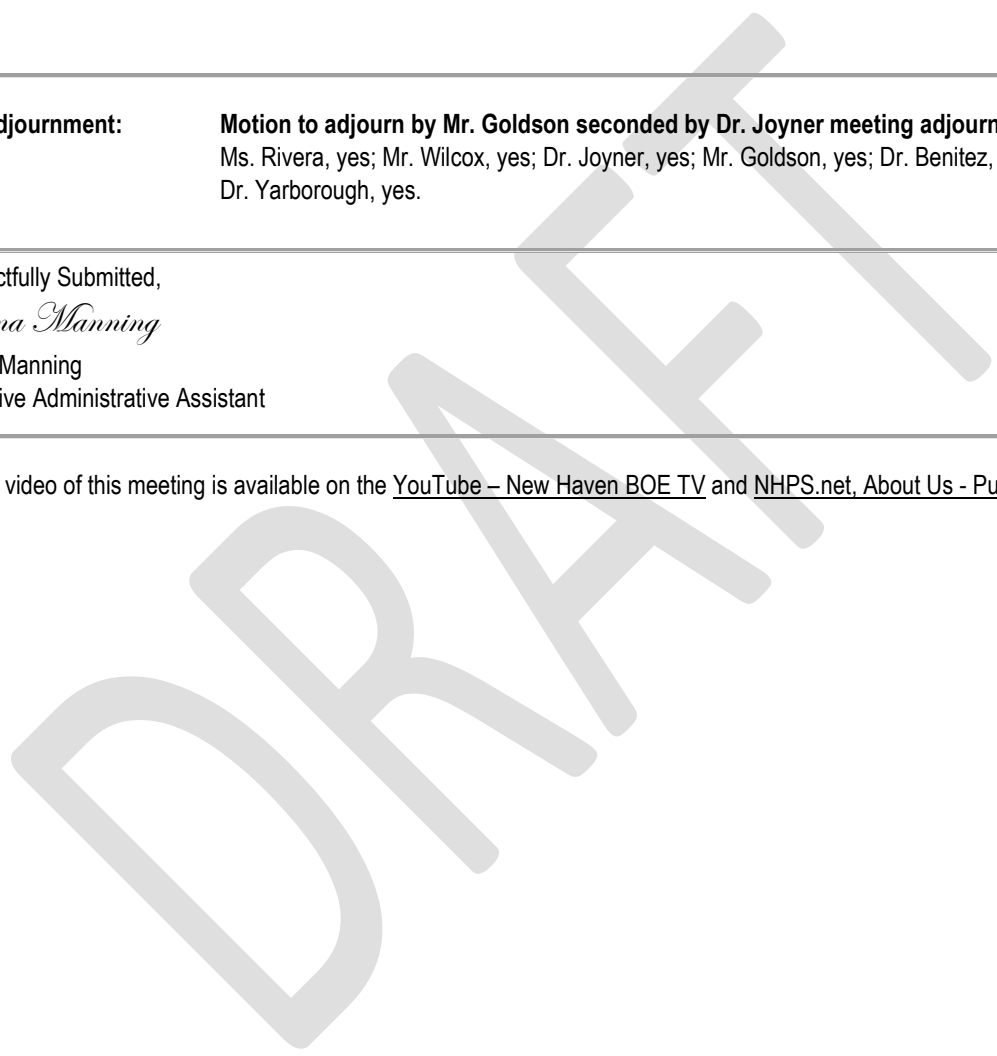 djournment: Motion to adjourn by Mr. Goldson seconded by Dr. Joyner meeting adjourn
Ms. Rivera, yes; Mr. Wilcox, yes; Dr. Joyner, yes; Mr. Goldson, yes; Dr. Benitez,
Dr. Yarborough, yes.
ctfully Submitted,
na Manning
Manning
ive Administrative Assistant
video of this meeting is available on the YouTube – New Haven BOE TV and NHPS.net, About Us - Pu
DRAFT